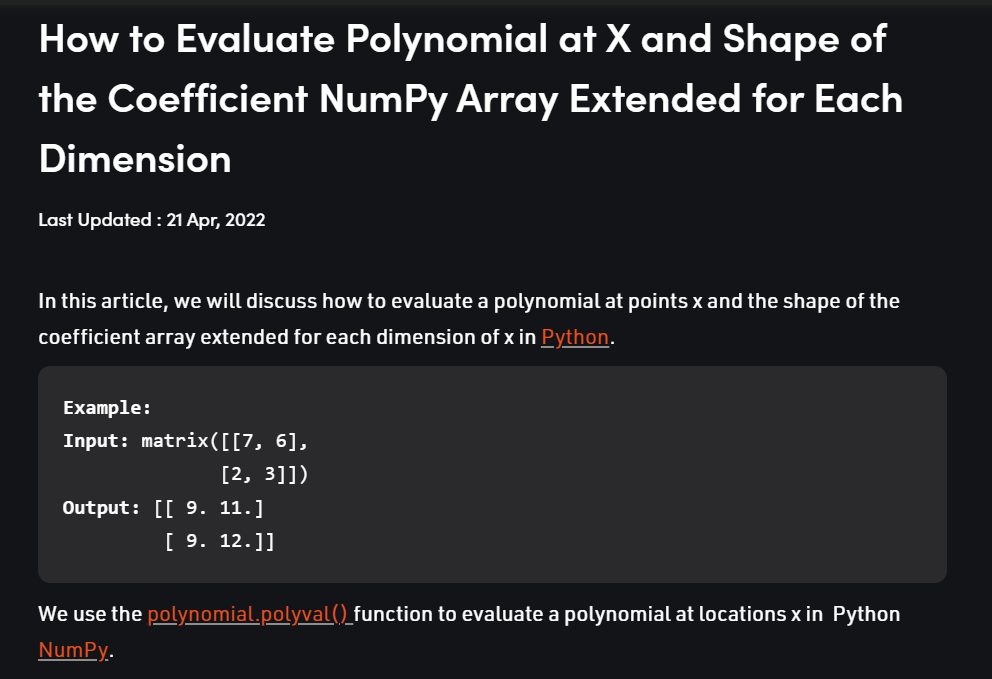 How to Evaluate Polynomial at X and Shape of
the Coefficient NumPy Array Extended for Each
Dimension
Last Updated : 21 Apr, 2022
In this article, we will discuss how to evaluate a polynomial at points x and the shape of the
coefficient array extended for each dimension of x in Python.
Example:
Input: matrix([[7, 6],
[2, 3]])
Output: [[ 9. 11.]
[ 9. 12.]]
We use the polynomial.polyval() function to evaluate a polynomial at locations x in  Python
NumPy.